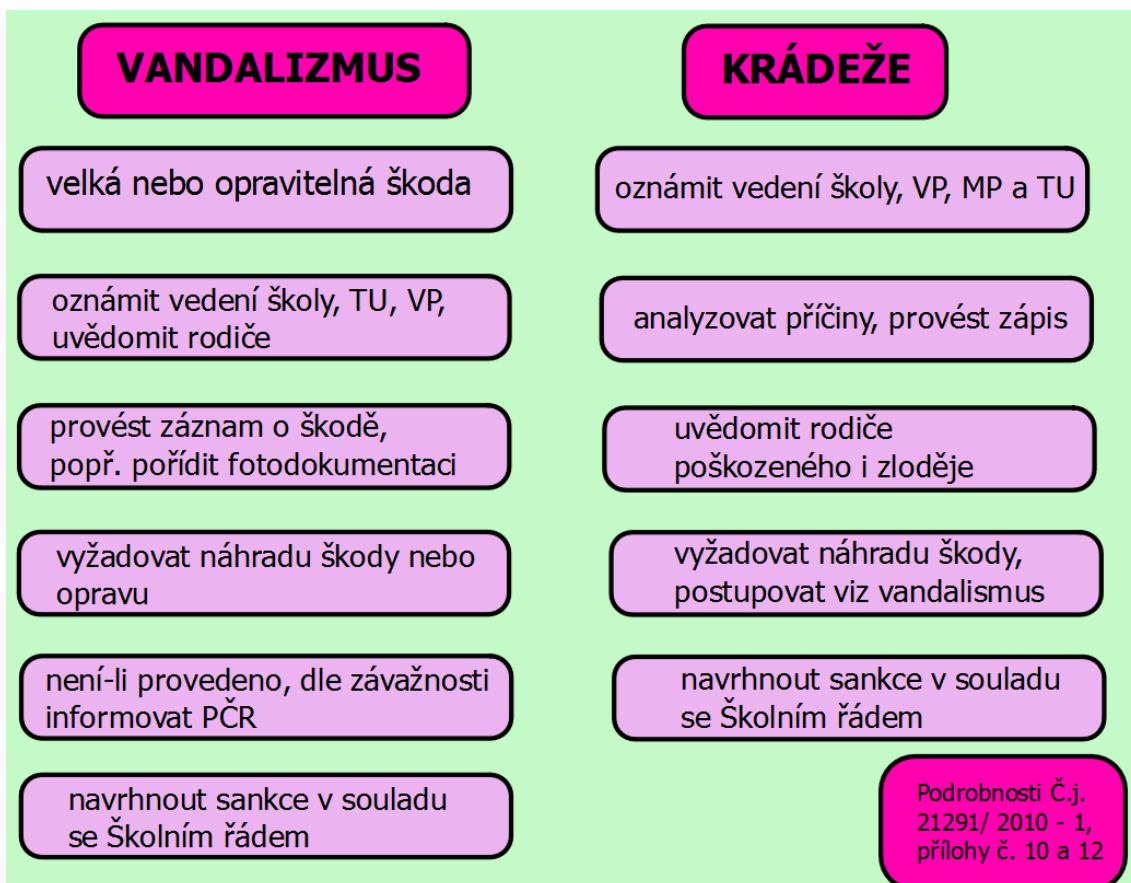 VANDALIZMUS
velká nebo opravitelná škoda
oznámit vedení školy, TU, VP,
uvědomit rodiče
provést záznam o škodě,
popř. pořídit fotodokumentaci
vyžadovat náhradu škody nebo
opravu
není-li provedeno, dle závažnosti
informovat PČR
navrhnout sankce v souladu
se Školním řádem
KRÁDEŽE
oznámit vedení školy, VP, MP a TU
analyzovat příčiny, provést zápis
uvědomit rodiče
poškozeného i zloděje
vyžadovat náhradu škody,
postupovat viz vandalismus
navrhnout sankce v souladu
se Školním řádem
Podrobnosti Č.j.
21291/ 2010 - 1,
přílohy č. 10 a 12